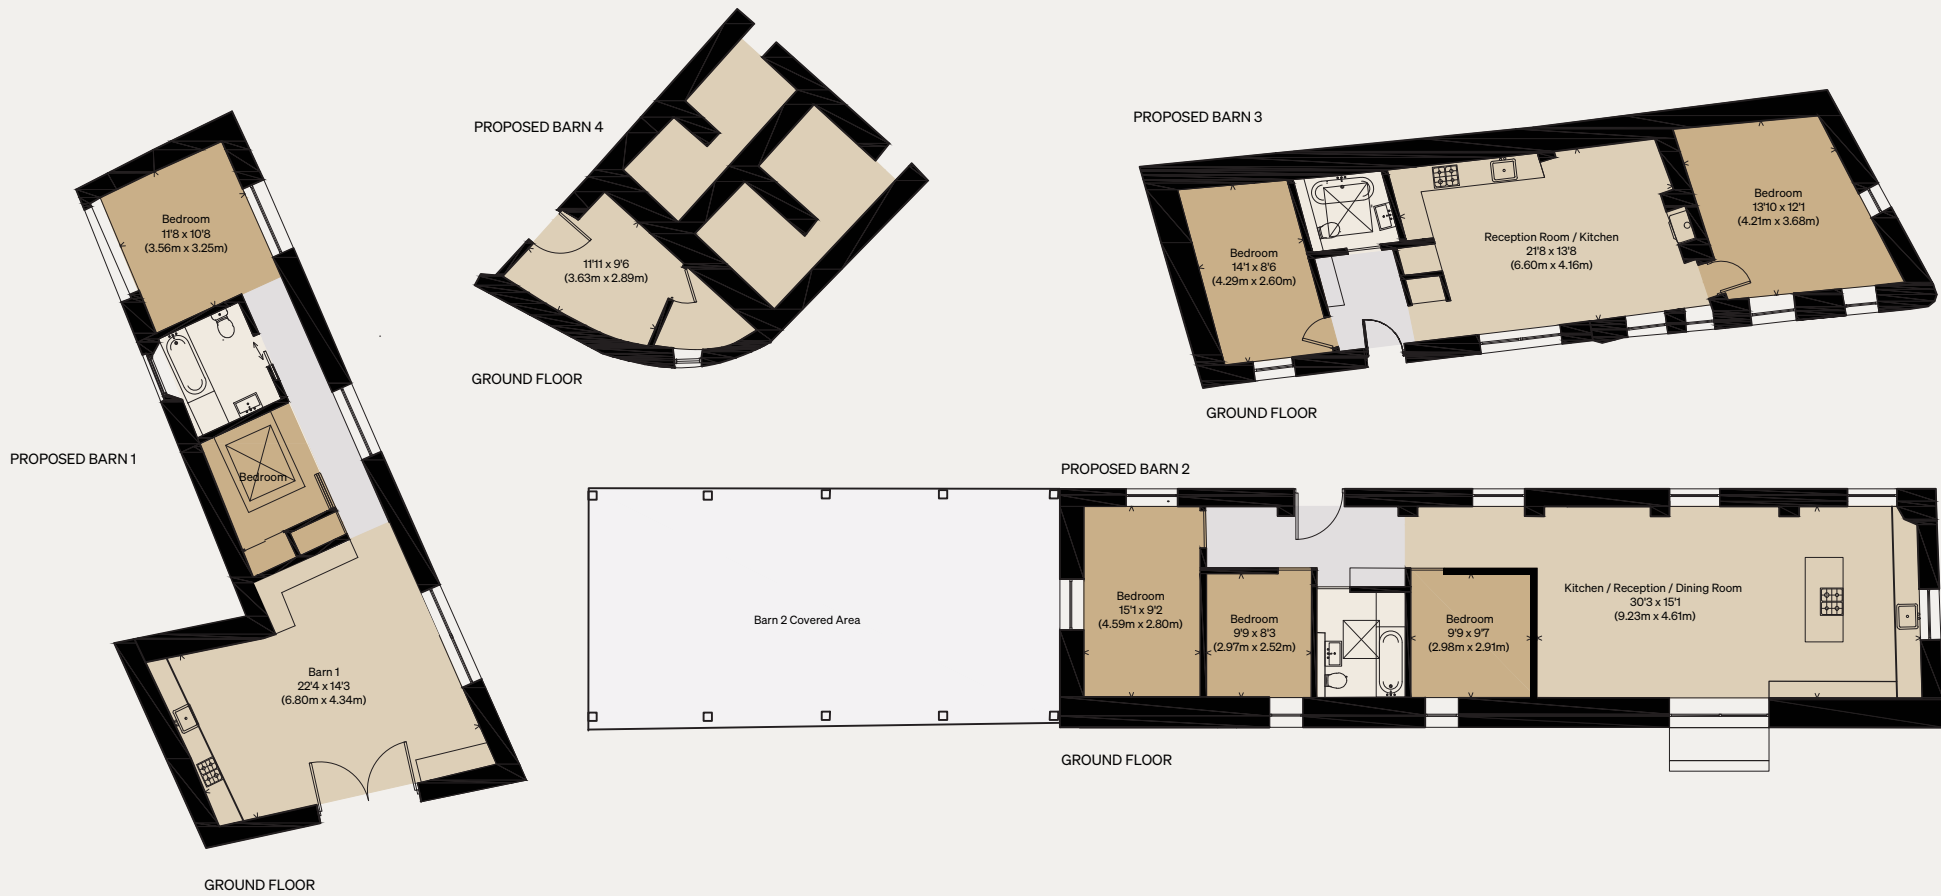 PROPOSED BARN 1
Bedroom
11'8 x 10'8
(3.56m x 3.25m)
Bedroom
Barn 1
22'4 x 14'3
(6.80m x 4.34m)
GROUND FLOOR
PROPOSED BARN 4
11'11 x 9'6
(3.63m x 2.89m)
GROUND FLOOR
PROPOSED BARN 3
Bedroom
14'1 x 8'6
(4.29m x 2.60m)
Reception Room / Kitchen
21'8 x 13'8
(6.60m x 4.16m)
Bedroom
13'10 x 12'1
(4.21m x 3.68m)
GROUND FLOOR
PROPOSED BARN 2
Barn 2 Covered Area
Bedroom
15'1 x 9'2
(4.59m x 2.80m)
Bedroom
9'9 x 8'3
(2.97m x 2.52m)
Bedroom
9'9 x 9'7
(2.98m x 2.91m)
Kitchen / Reception / Dining Room
30'3 x 15'1
(9.23m x 4.61m)
GROUND FLOOR